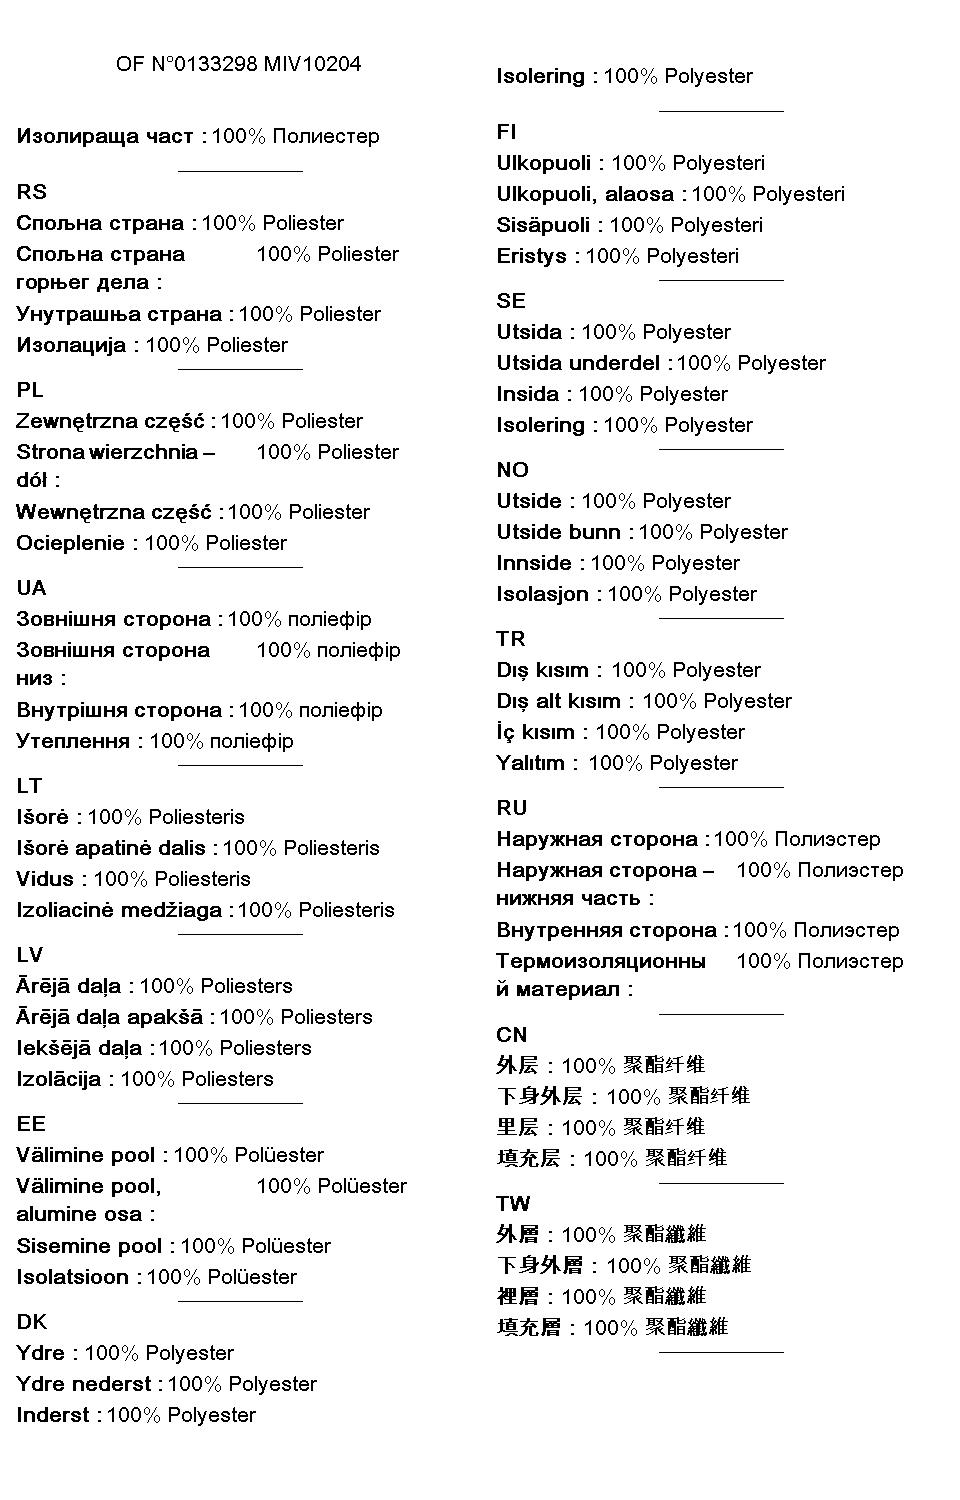 OF N°0133298 MIV10204
Изолираща част : 100% Полиестер
RS
Спољна страна : 100% Poliester
Спољна страна 100% Poliester
горњег дела :
Унутрашња страна : 100% Poliester
Изолација : 100% Poliester
PL
Zewnętrzna część : 100% Poliester
Strona wierzchnia – 100% Poliester
dół :
Wewnętrzna część : 100% Poliester
Ocieplenie : 100% Poliester
UA
Зовнішня сторона : 100% поліефір
Зовнішня сторона 100% поліефір
низ :
Внутрішня сторона : 100% поліефір
Утеплення : 100% поліефір
LT
Išorė : 100% Poliesteris
Išorė apatinė dalis : 100% Poliesteris
Vidus : 100% Poliesteris
Izoliacinė medžiaga : 100% Poliesteris
LV
Ārējā daļa : 100% Poliesters
Ārējā daļa apakšā : 100% Poliesters
Iekšējā daļa : 100% Poliesters
Izolācija : 100% Poliesters
EE
Välimine pool : 100% Polüester
Välimine pool, 100% Polüester
alumine osa :
Sisemine pool : 100% Polüester
Isolatsioon : 100% Polüester
DK
Ydre : 100% Polyester
Ydre nederst : 100% Polyester
Inderst : 100% Polyester
Isolering : 100% Polyester
FI
Ulkopuoli : 100% Polyesteri
Ulkopuoli, alaosa : 100% Polyesteri
Sisäpuoli : 100% Polyesteri
Eristys : 100% Polyesteri
SE
Utsida : 100% Polyester
Utsida underdel : 100% Polyester
Insida : 100% Polyester
Isolering : 100% Polyester
NO
Utside : 100% Polyester
Utside bunn : 100% Polyester
Innside : 100% Polyester
Isolasjon : 100% Polyester
TR
Dış kısım : 100% Polyester
Dış alt kısım : 100% Polyester
İç kısım : 100% Polyester
Yalıtım : 100% Polyester
RU
Наружная сторона : 100% Полиэстер
Наружная сторона – 100% Полиэстер
нижняя часть :
Внутренняя сторона : 100% Полиэстер
Термоизоляционны 100% Полиэстер
й материал :
CN
外层 : 100% 聚酯纤维
下身外层 : 100% 聚酯纤维
里层 : 100% 聚酯纤维
填充层 : 100% 聚酯纤维
TW
外層 : 100% 聚酯纖維
下身外層 : 100% 聚酯纖維
裡層 : 100% 聚酯纖維
填充層 : 100% 聚酯纖維